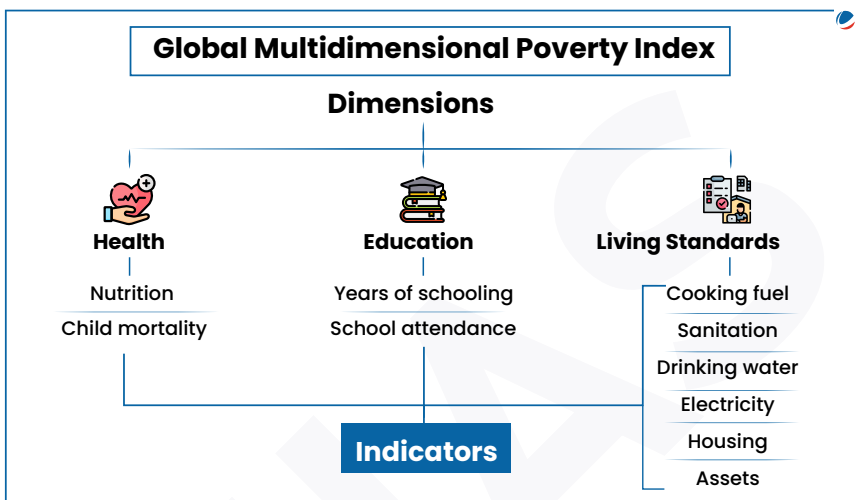 Global Multidimensional Poverty Index
Dimensions
Health
Nutrition
Child mortality
Education
Years of schooling
School attendance
Living Standards
Cooking fuel
Sanitation
Drinking water
Electricity
Housing
Assets
Indicators